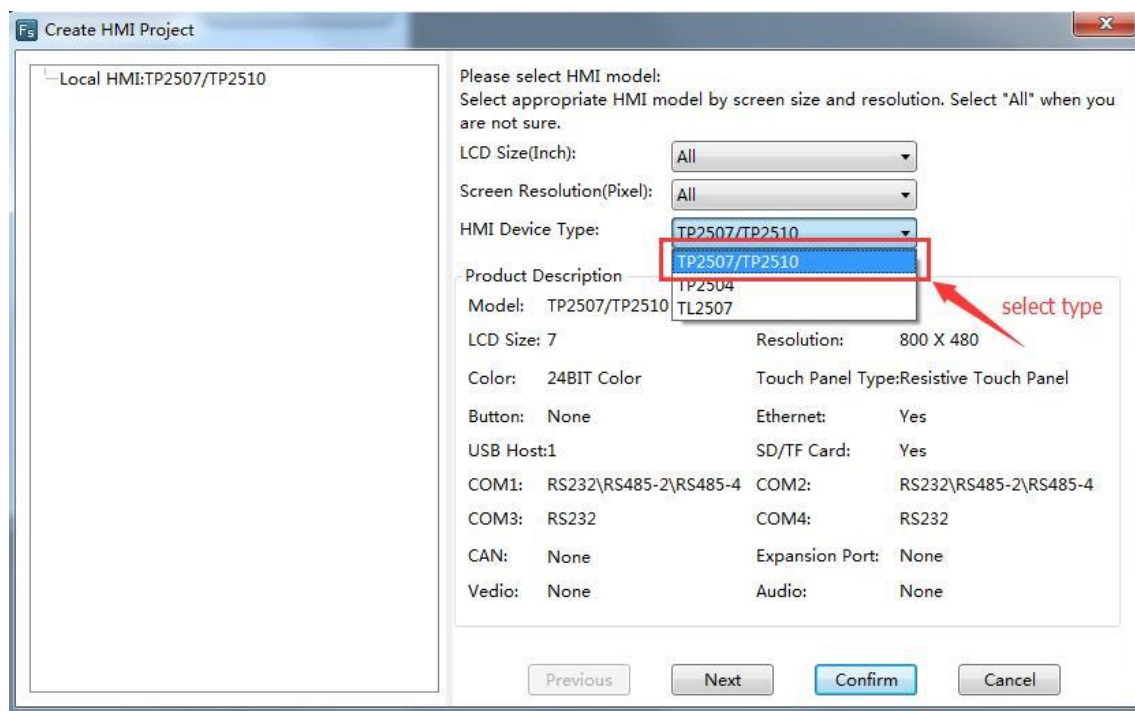 Fs Create HMI Project
Local HMI:TP2507/TP2510
Please select HMI model:
Select appropriate HMI model by screen size and resolution. Select "All" when you
are not sure.
LCD Size(Inch): All
Screen Resolution(Pixel): All
HMI Device Type: TP2507/TP2510
TP2507/TP2510
TP2504
TL2507
select type
Product Description
Model: TP2507/TP2510
LCD Size: 7 Resolution: 800 X 480
Color: 24BIT Color Touch Panel Type:Resistive Touch Panel
Button: None Ethernet: Yes
USB Host:1 SD/TF Card: Yes
COM1: RS232\RS485-2\RS485-4 COM2: RS232\RS485-2\RS485-4
COM3: RS232 COM4: RS232
CAN: None Expansion Port: None
Vedio: None Audio: None
Previous Next Confirm Cancel